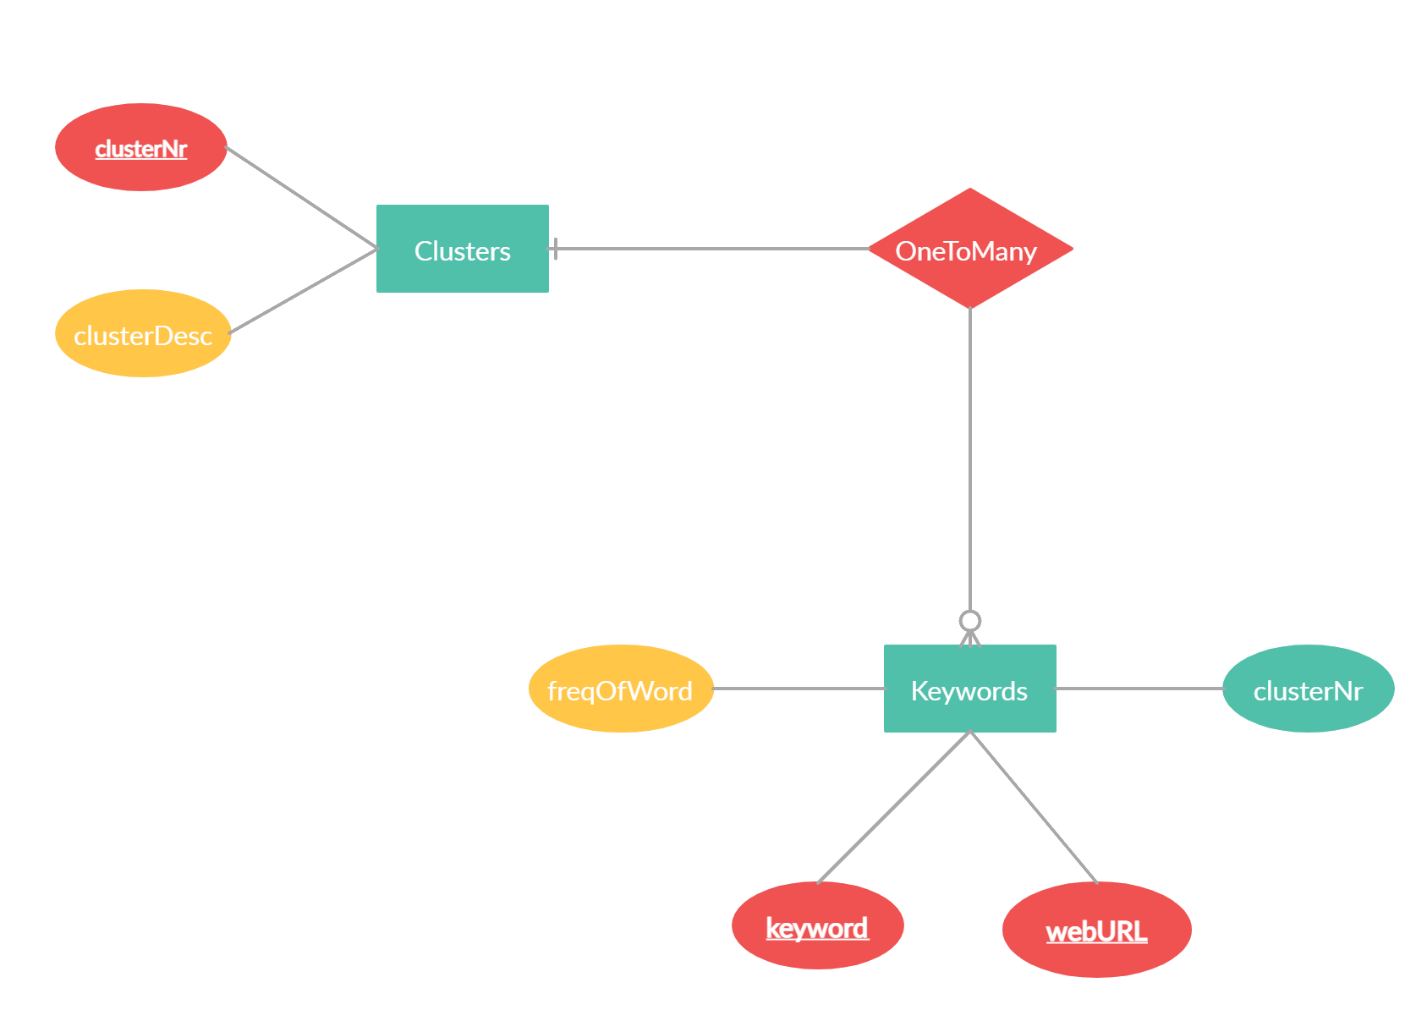 clusterNr
Clusters
OneToMany
clusterDesc
freqOfWord
Keywords
clusterNr
keyword
webURL